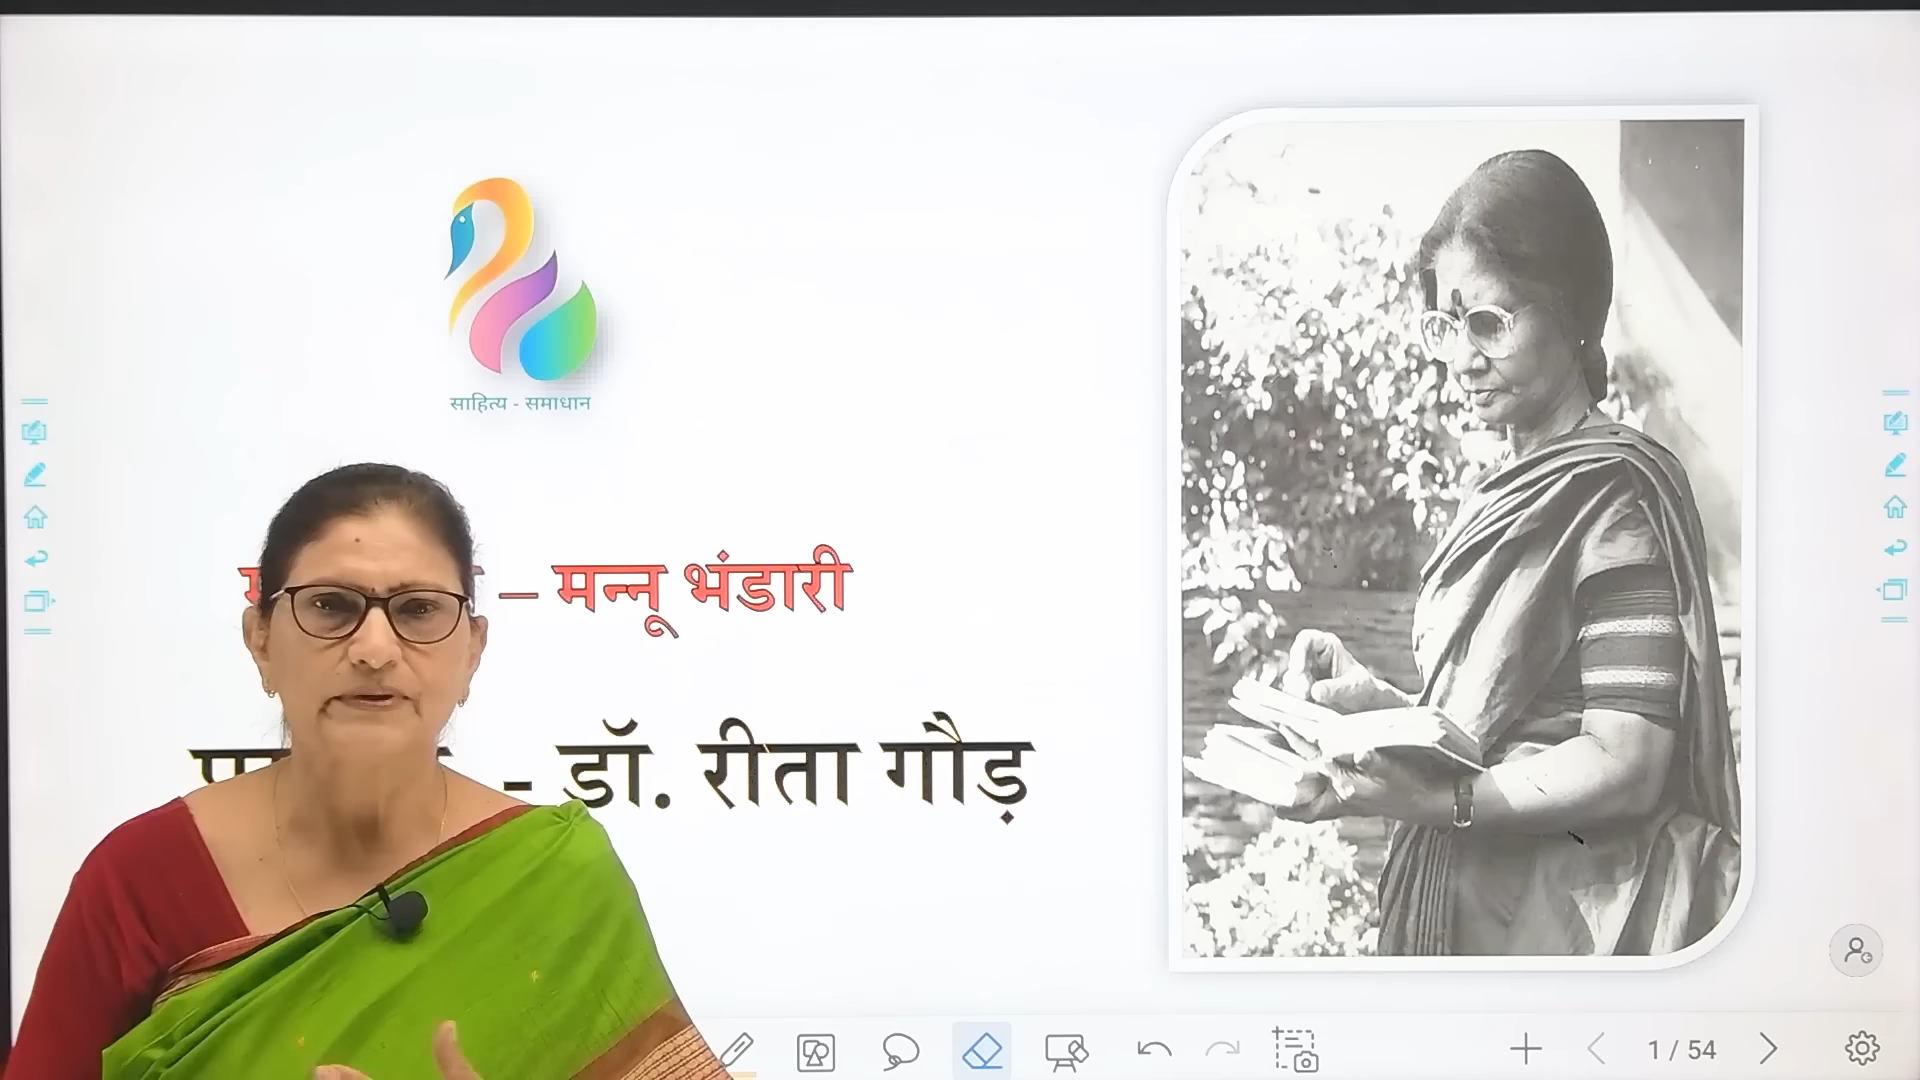 साहित्य - समाधान
– मन्नू भंडारी
- डॉ. रीता गौड़
1 / 54